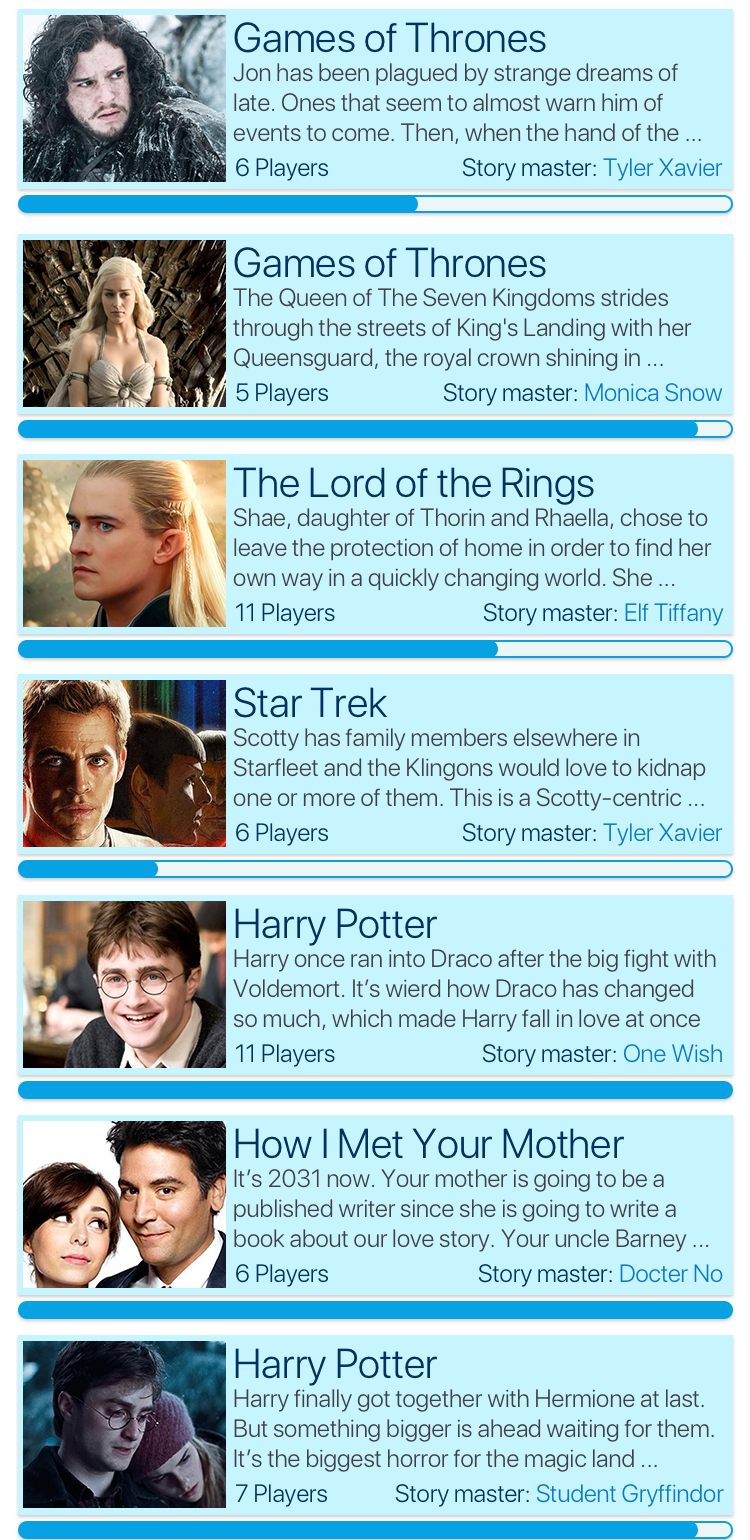 Games of Thrones
Jon has been plagued by strange dreams of
late. Ones that seem to almost warn him of
events to come. Then, when the hand of the ...
6 Players Story master: Tyler Xavier
Games of Thrones
The Queen of The Seven Kingdoms strides
through the streets of King's Landing with her
Queensguard, the royal crown shining in ...
5 Players Story master: Monica Snow
The Lord of the Rings
Shae, daughter of Thorin and Rhaella, chose to
leave the protection of home in order to find her
own way in a quickly changing world. She ...
11 Players Story master: Elf Tiffany
Star Trek
Scotty has family members elsewhere in
Starfleet and the Klingons would love to kidnap
one or more of them. This is a Scotty-centric ...
6 Players Story master: Tyler Xavier
Harry Potter
Harry once ran into Draco after the big fight with
Voldemort. It’s wierd how Draco has changed
so much, which made Harry fall in love at once
11 Players Story master: One Wish
How I Met Your Mother
It’s 2031 now. Your mother is going to be a
published writer since she is going to write a
book about our love story. Your uncle Barney ...
6 Players Story master: Docter No
Harry Potter
Harry finally got together with Hermione at last.
But something bigger is ahead waiting for them.
It’s the biggest horror for the magic land ...
7 Players Story master: Student Gryffindor